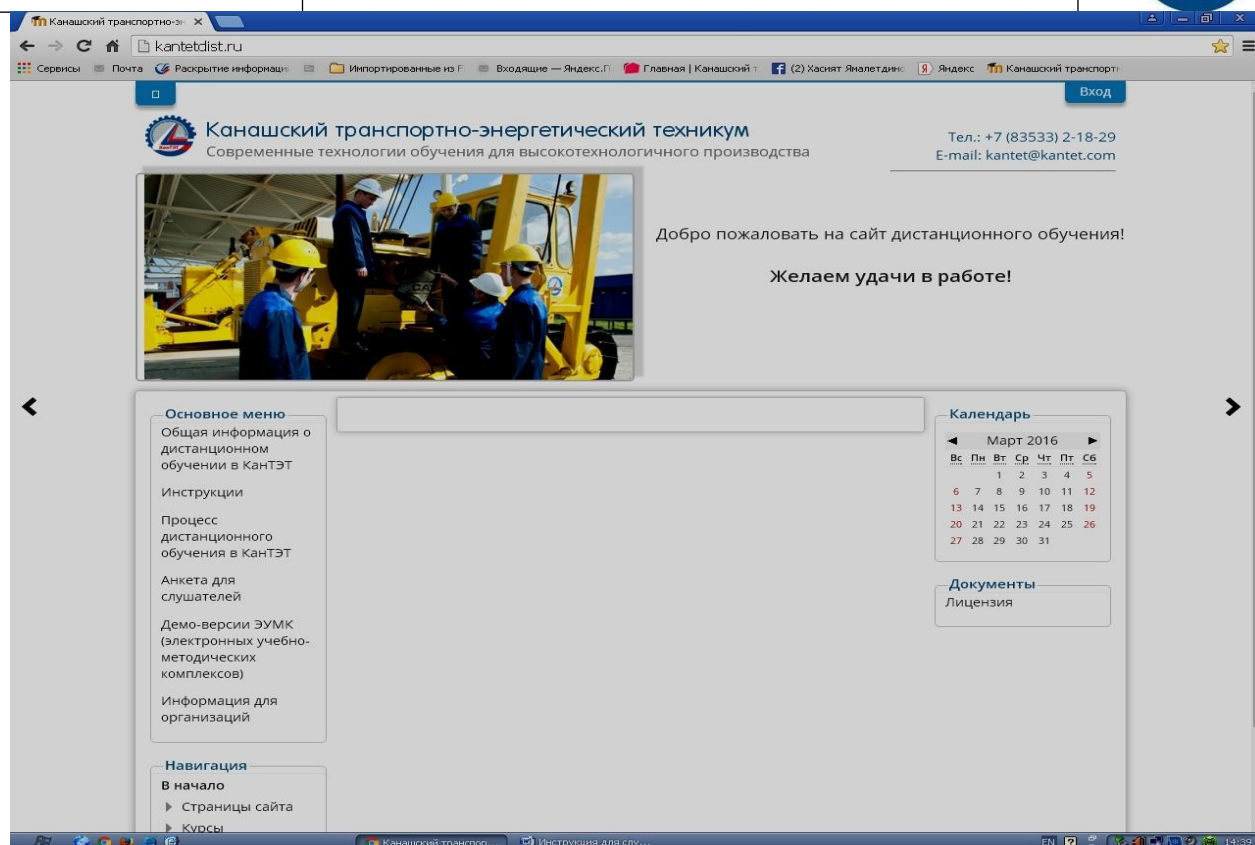 Канашский транспортно-эн
kantetdist.ru
Сервисы Почта Раскрытие информаци Импортированные из F Входящие — Яндекс.П Главная | Канашский т (2) Хасият Ямалетдино Яндекс Канашский транспорт
Вход
Канашский транспортно-энергетический техникум
Современные технологии обучения для высокотехнологичного производства
Тел.: +7 (83533) 2-18-29
E-mail: kantet@kantet.com
Добро пожаловать на сайт дистанционного обучения!
Желаем удачи в работе!
Основное меню
Общая информация о
дистанционном
обучении в КанТЭТ
Инструкции
Процесс
дистанционного
обучения в КанТЭТ
Анкета для
слушателей
Демо-версии ЭУМК
(электронных учебно-
методических
комплексов)
Информация для
организаций
Навигация
В начало
Страницы сайта
Курсы
Календарь
Март 2016
Вс Пн Вт Ср Чт Пт Сб
1 2 3 4 5
6 7 8 9 10 11 12
13 14 15 16 17 18 19
20 21 22 23 24 25 26
27 28 29 30 31
Документы
Лицензия
Канашский транспор... Инструкция для слу... EN 14:39